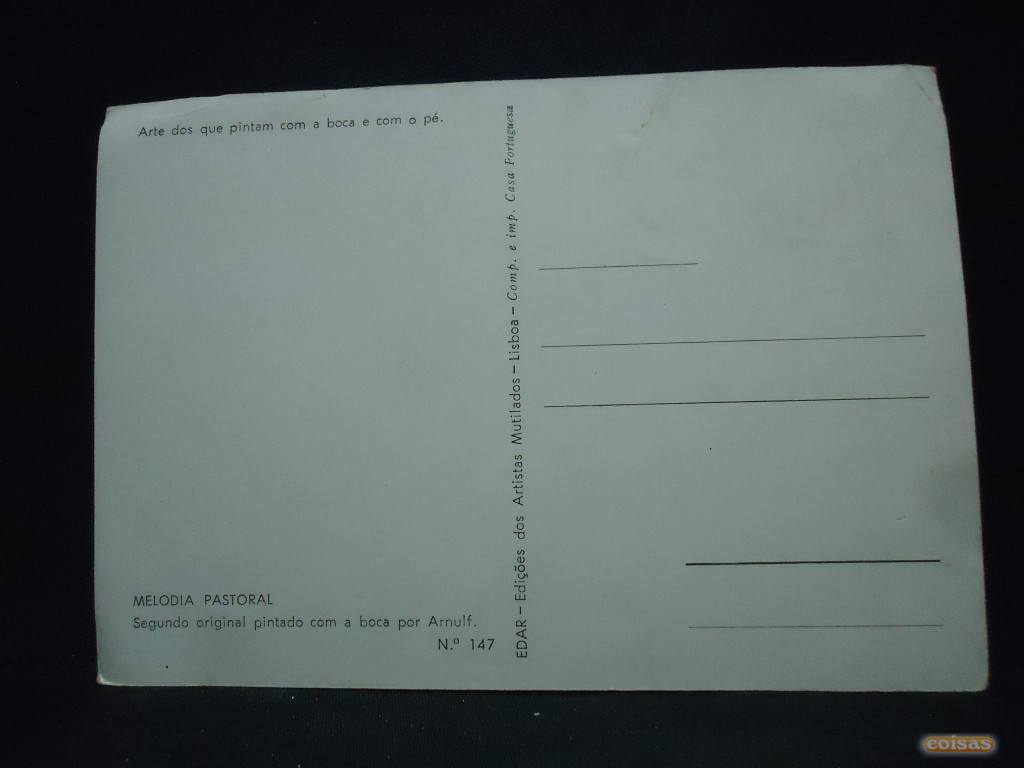 Arte dos que pintam com a boca e com o pé.
MELODIA PASTORAL
Segundo original pintado com a boca por Arnulf.
N.º 147
EDAR — Edições dos Artistas Mutilados — Lisboa — Comp. e imp. Casa Portuguesa
coisas